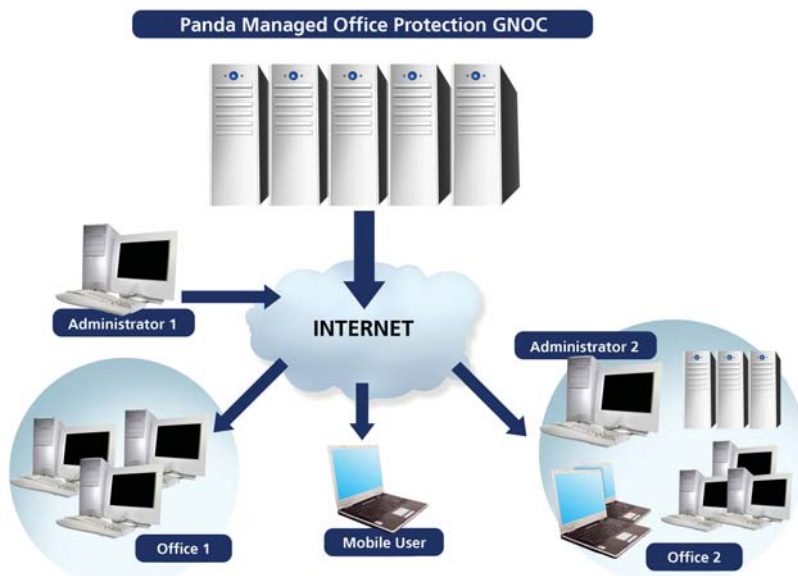 Panda Managed Office Protection GNOC
Administrator 1
INTERNET
Administrator 2
Office 1
Mobile User
Office 2